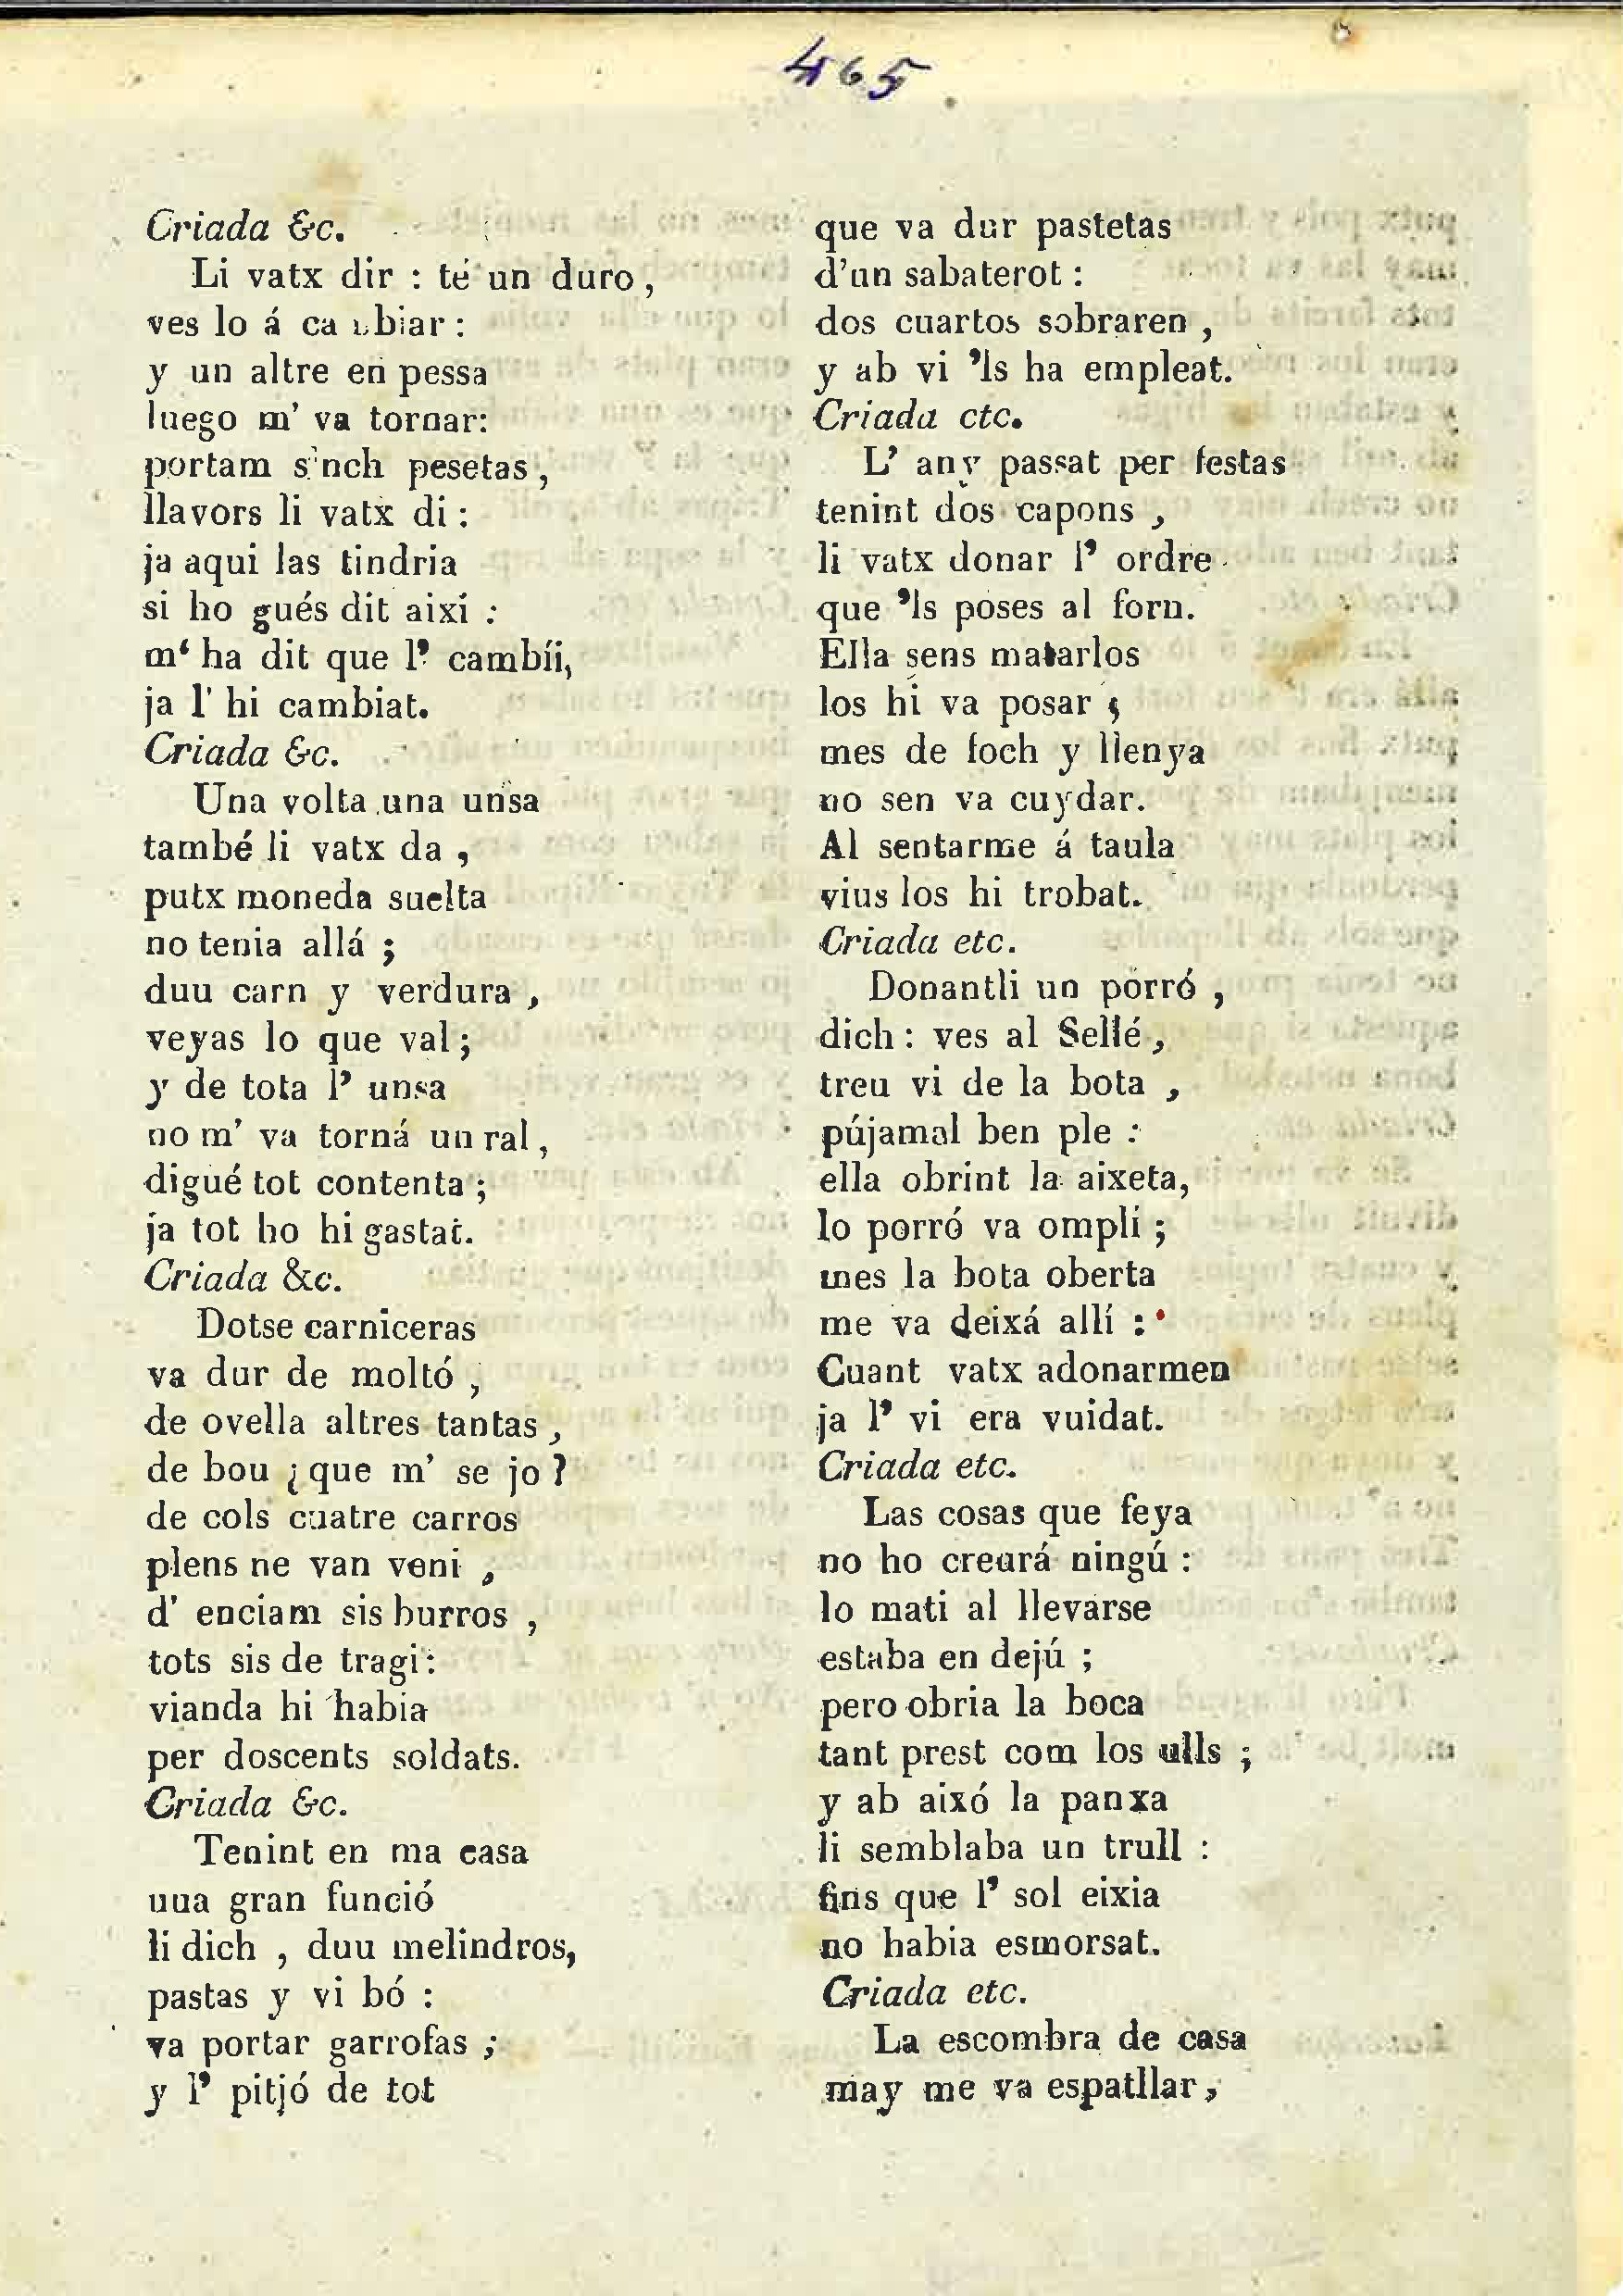 465
Criada &c.
Li vatx dir : té un duro ,
ves lo á ca biar :
y un altre en pessa
luego m' va tornar:
portam s nch pesetas ,
llavors li vatx di :
ja aqui las tindria
si ho gués dit aixi :
m‘ ha dit que l’ cambíi,
ja l' hi cambiat.
Criada &c.
Una volta una unsa
també li vatx da ,
putx moneda suelta
no tenia allá ;
duu carn y verdura ,
veyas lo que val ;
y de tota l’ unsa
no m’ va torná un ral ,
digué tot contenta ;
ja tot ho hi gastat.
Criada &c.
Dotse carniceras
va dur de moltó ,
de ovella altres tantas ,
de bou ¿ que m’ se jo ?
de cols cuatre carros
plens ne van veni ,
d' enciam sis burros ,
tots sis de tragi :
vianda hi habia
per doscents soldats.
Criada &c.
Tenint en ma casa
uua gran funció
li dich , duu melindros,
pastas y vi bó :
va portar garrofas ;
y l’ pitjó de tot
que va dur pastetas
d’un sabaterot :
dos cuartos sobraren ,
y ab vi ’ls ha empleat.
Criada ctc.
L’ any passat per festas
tenint dos capons ,
li vatx donar l’ ordre
que ’ls poses al forn.
Ella sens matarlos
los hi va posar ;
mes de foch y llenya
no sen va cuydar.
Al sentarme á taula
vius los hi trobat.
Criada etc.
Donantli un porró ,
dich : ves al Sellé ,
treu vi de la bota ,
pújamal ben ple :
ella obrint la aixeta,
lo porró va omplí ;
mes la bota oberta
me va deixá allí :
Cuant vatx adonarmen
ja l’ vi era vuidat.
Criada etc.
Las cosas que feya
no ho creurá ningú :
lo mati al llevarse
estaba en dejú ;
pero obria la boca
tant prest com los ulls ;
y ab aixó la panxa
li semblaba un trull :
fins que l’ sol eixia
no habia esmorsat.
Criada etc.
La escombra de casa
may me va espatllar ,